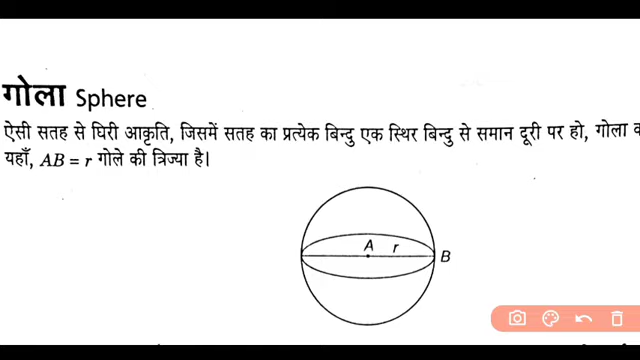 गोला Sphere
ऐसी सतह से घिरी आकृति, जिसमें सतह का प्रत्येक बिन्दु एक स्थिर बिन्दु से समान दूरी पर हो, गोला
यहाँ, AB = r गोले की त्रिज्या है।
A r B